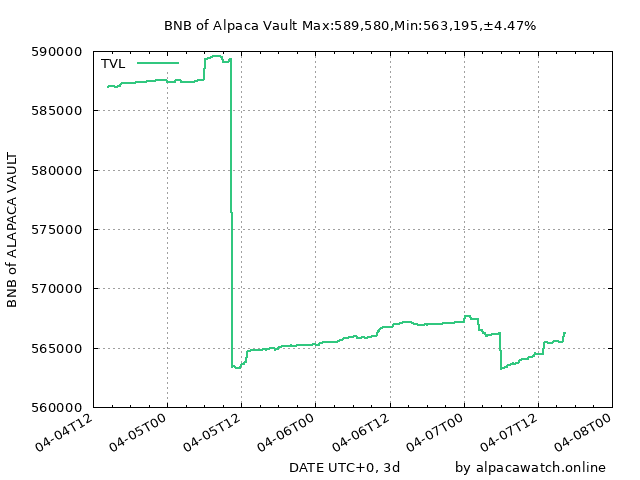 BNB of Alpaca Vault Max:589,580,Min:563,195,±4.47%
TVL
590000
585000
580000
575000
570000
565000
560000
BNB of ALAPACA VAULT
04-04T12
04-05T00
04-05T12
04-06T00
04-06T12
04-07T00
04-07T12
04-08T00
DATE UTC+0, 3d
by alpacawatch.online